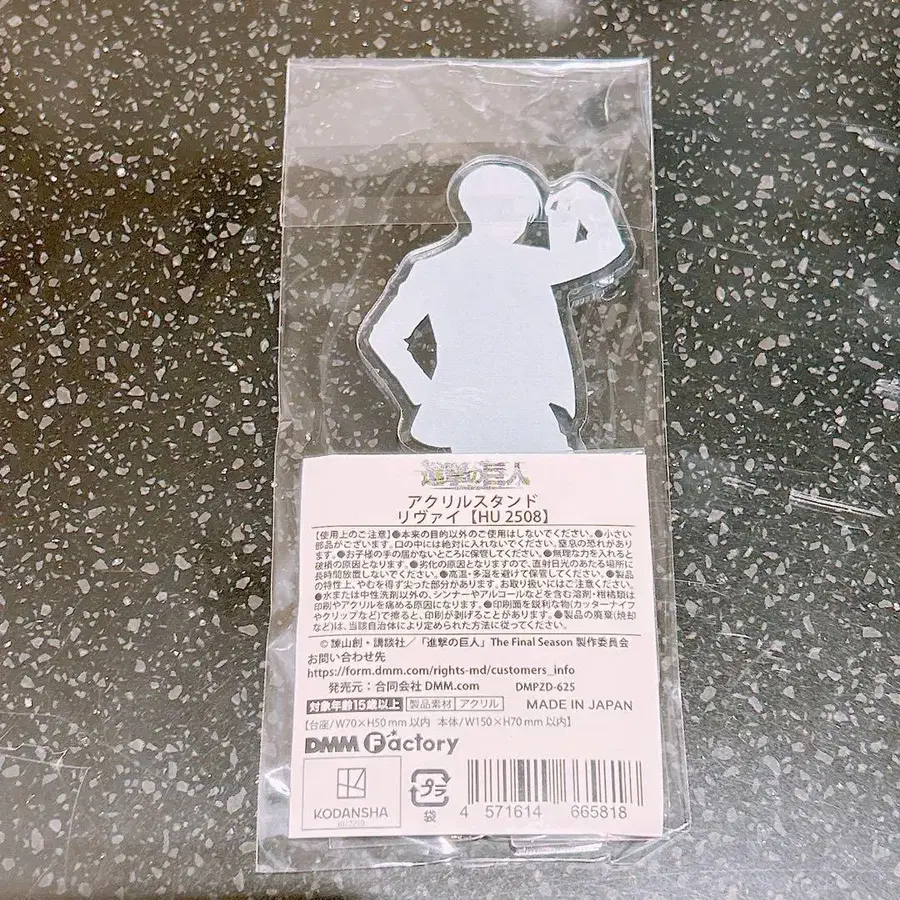 進撃の巨人
アクリルスタンド
リヴァイ【HU 2508】
【使用上のご注意】●本来の目的以外のご使用はしないでください。●小さい
部品がございます。口の中には絶対に入れないでください。窒息の恐れがあり
ます。●お子様の手の届かないところに保管してください。●無理な力を入れると
破損の原因となります。●劣化の原因となりますので、直射日光のあたる場所に
長時間放置しないでください。●高温・多湿を避けて保管してください。●製品
の特性上、やむを得ず尖った部分があります。お取り扱いにはご注意ください。
●水または中性洗剤以外の、シンナーやアルコールなどを含む溶剤・柑橘類は
印刷やアクリルを痛める原因になります。●印刷面を鋭利な物(カッターナイフ
やクリップなど)で擦ると、印刷が剥げることがあります。●製品の廃棄(焼却
など)は、当該自治体により定められた方法に従ってください。
© 諫山創・講談社／「進撃の巨人」The Final Season 製作委員会
お問い合わせ先
https://form.dmm.com/rights-md/customers_info
発売元：合同会社 DMM.com DMPZD-625
対象年齢15歳以上 製品素材 アクリル MADE IN JAPAN
【台座/W70×H50mm以内 本体/W150×H70mm以内】
DMM Factory
KODANSHA
プラ
袋
4 571614 665818